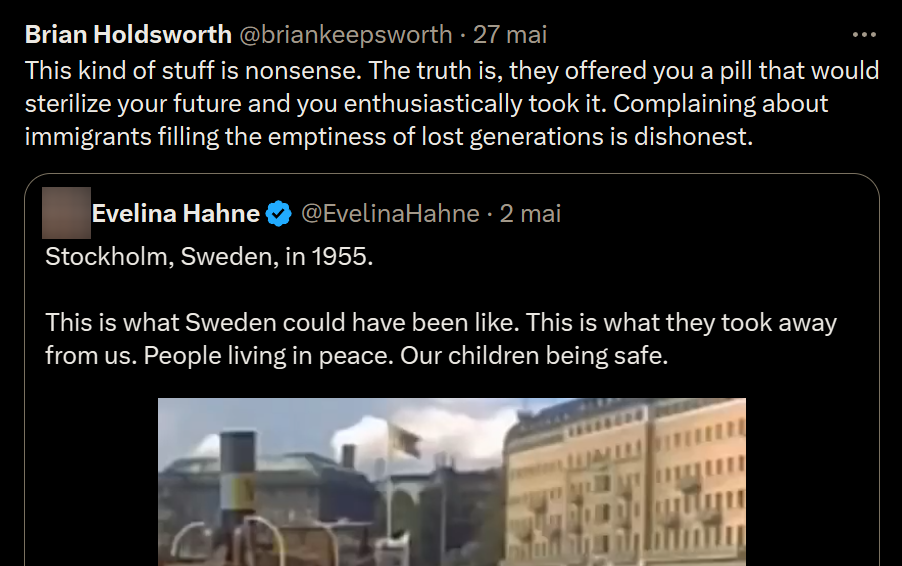 Brian Holdsworth @briankeepsworth · 27 mai
This kind of stuff is nonsense. The truth is, they offered you a pill that would
sterilize your future and you enthusiastically took it. Complaining about
immigrants filling the emptiness of lost generations is dishonest.
Evelina Hahne @EvelinaHahne · 2 mai
Stockholm, Sweden, in 1955.
This is what Sweden could have been like. This is what they took away
from us. People living in peace. Our children being safe.